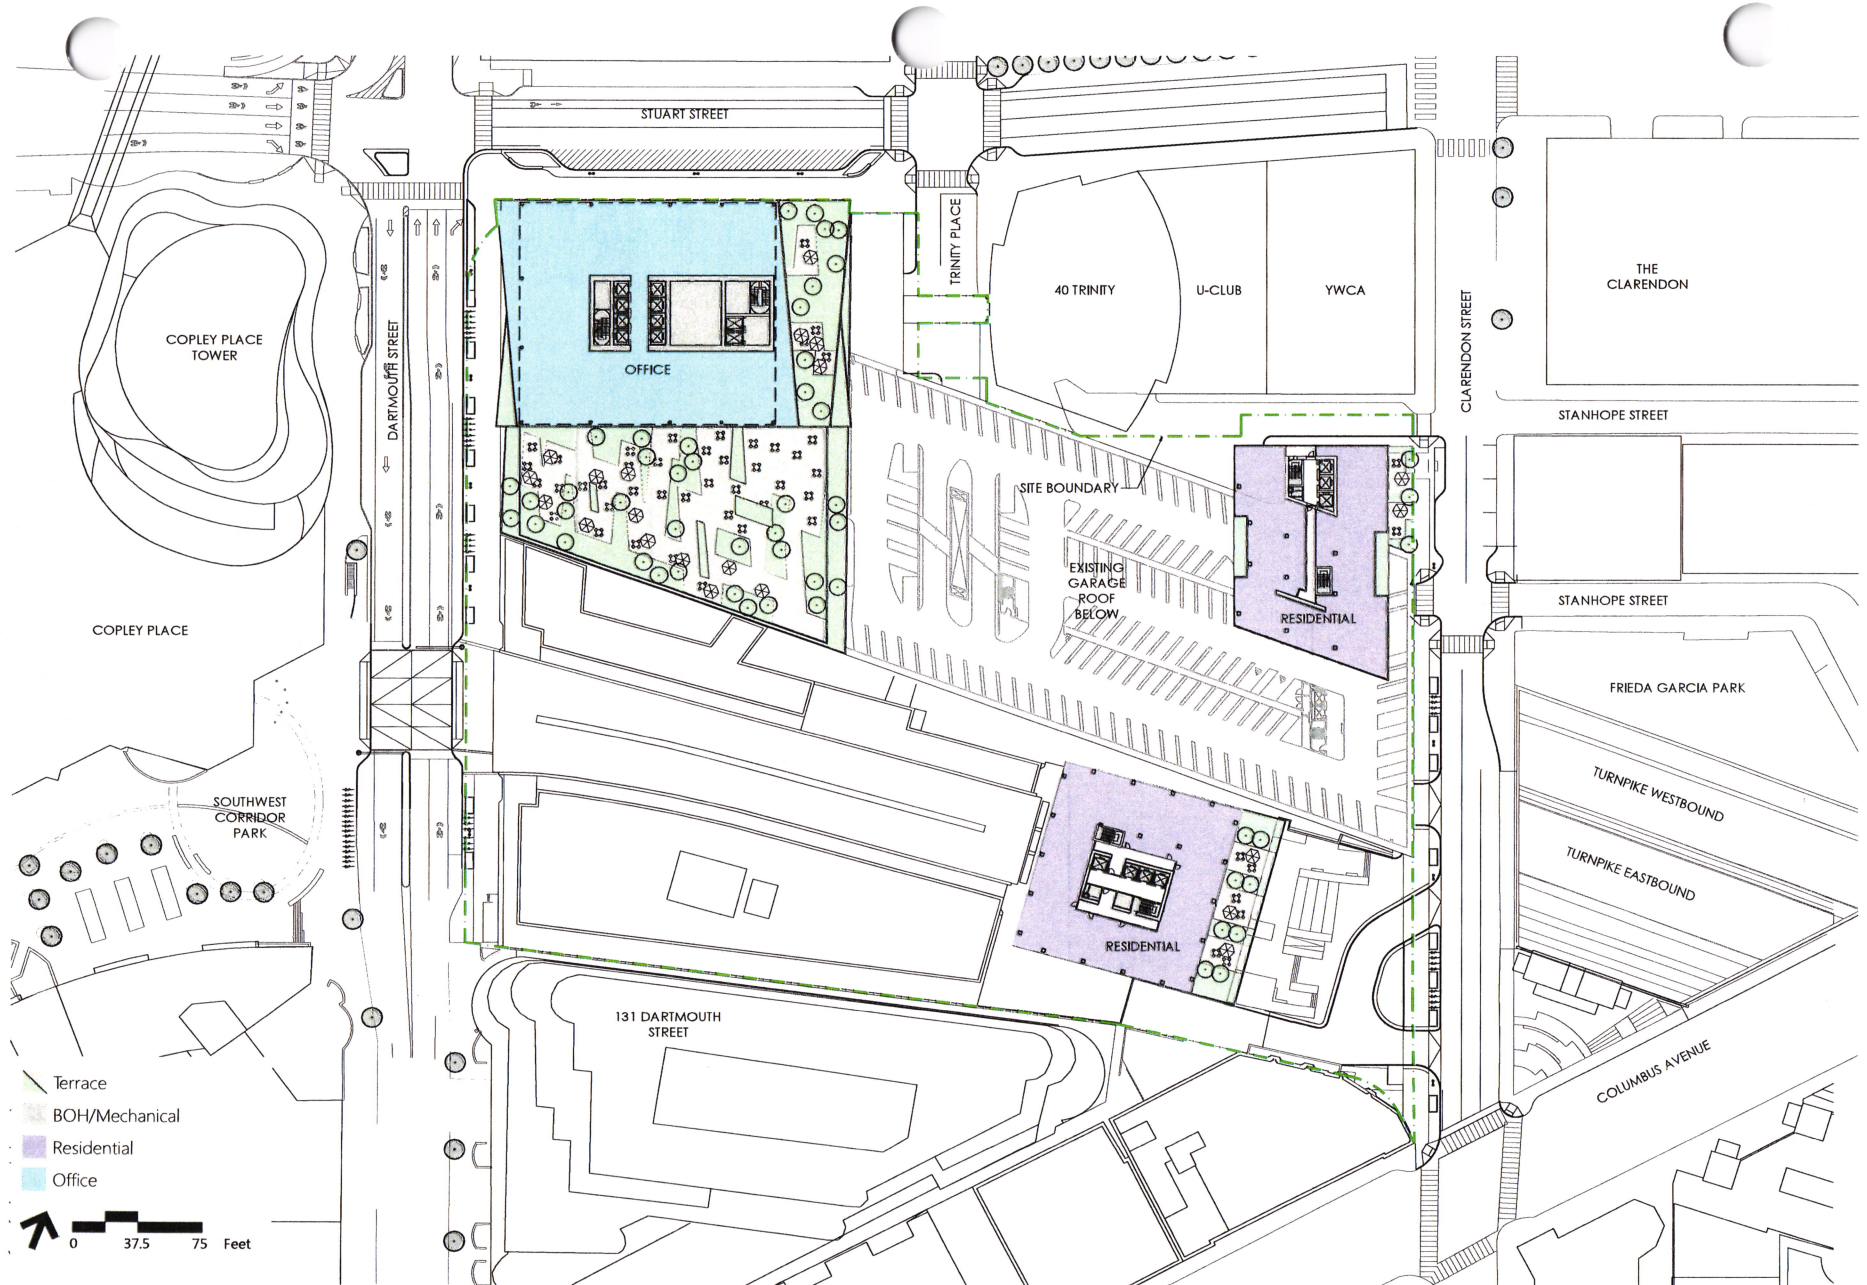 STUART STREET
TRINITY PLACE
40 TRINITY
U-CLUB
YWCA
THE
CLARENDON
COPLEY PLACE
TOWER
DARTMOUTH STREET
OFFICE
CLARENDON STREET
STANHOPE STREET
SITE BOUNDARY
EXISTING
GARAGE
ROOF
BELOW
RESIDENTIAL
STANHOPE STREET
COPLEY PLACE
FRIEDA GARCIA PARK
TURNPIKE WESTBOUND
SOUTHWEST
CORRIDOR
PARK
TURNPIKE EASTBOUND
RESIDENTIAL
131 DARTMOUTH
STREET
COLUMBUS AVENUE
Terrace
BOH/Mechanical
Residential
Office
0 37.5 75 Feet